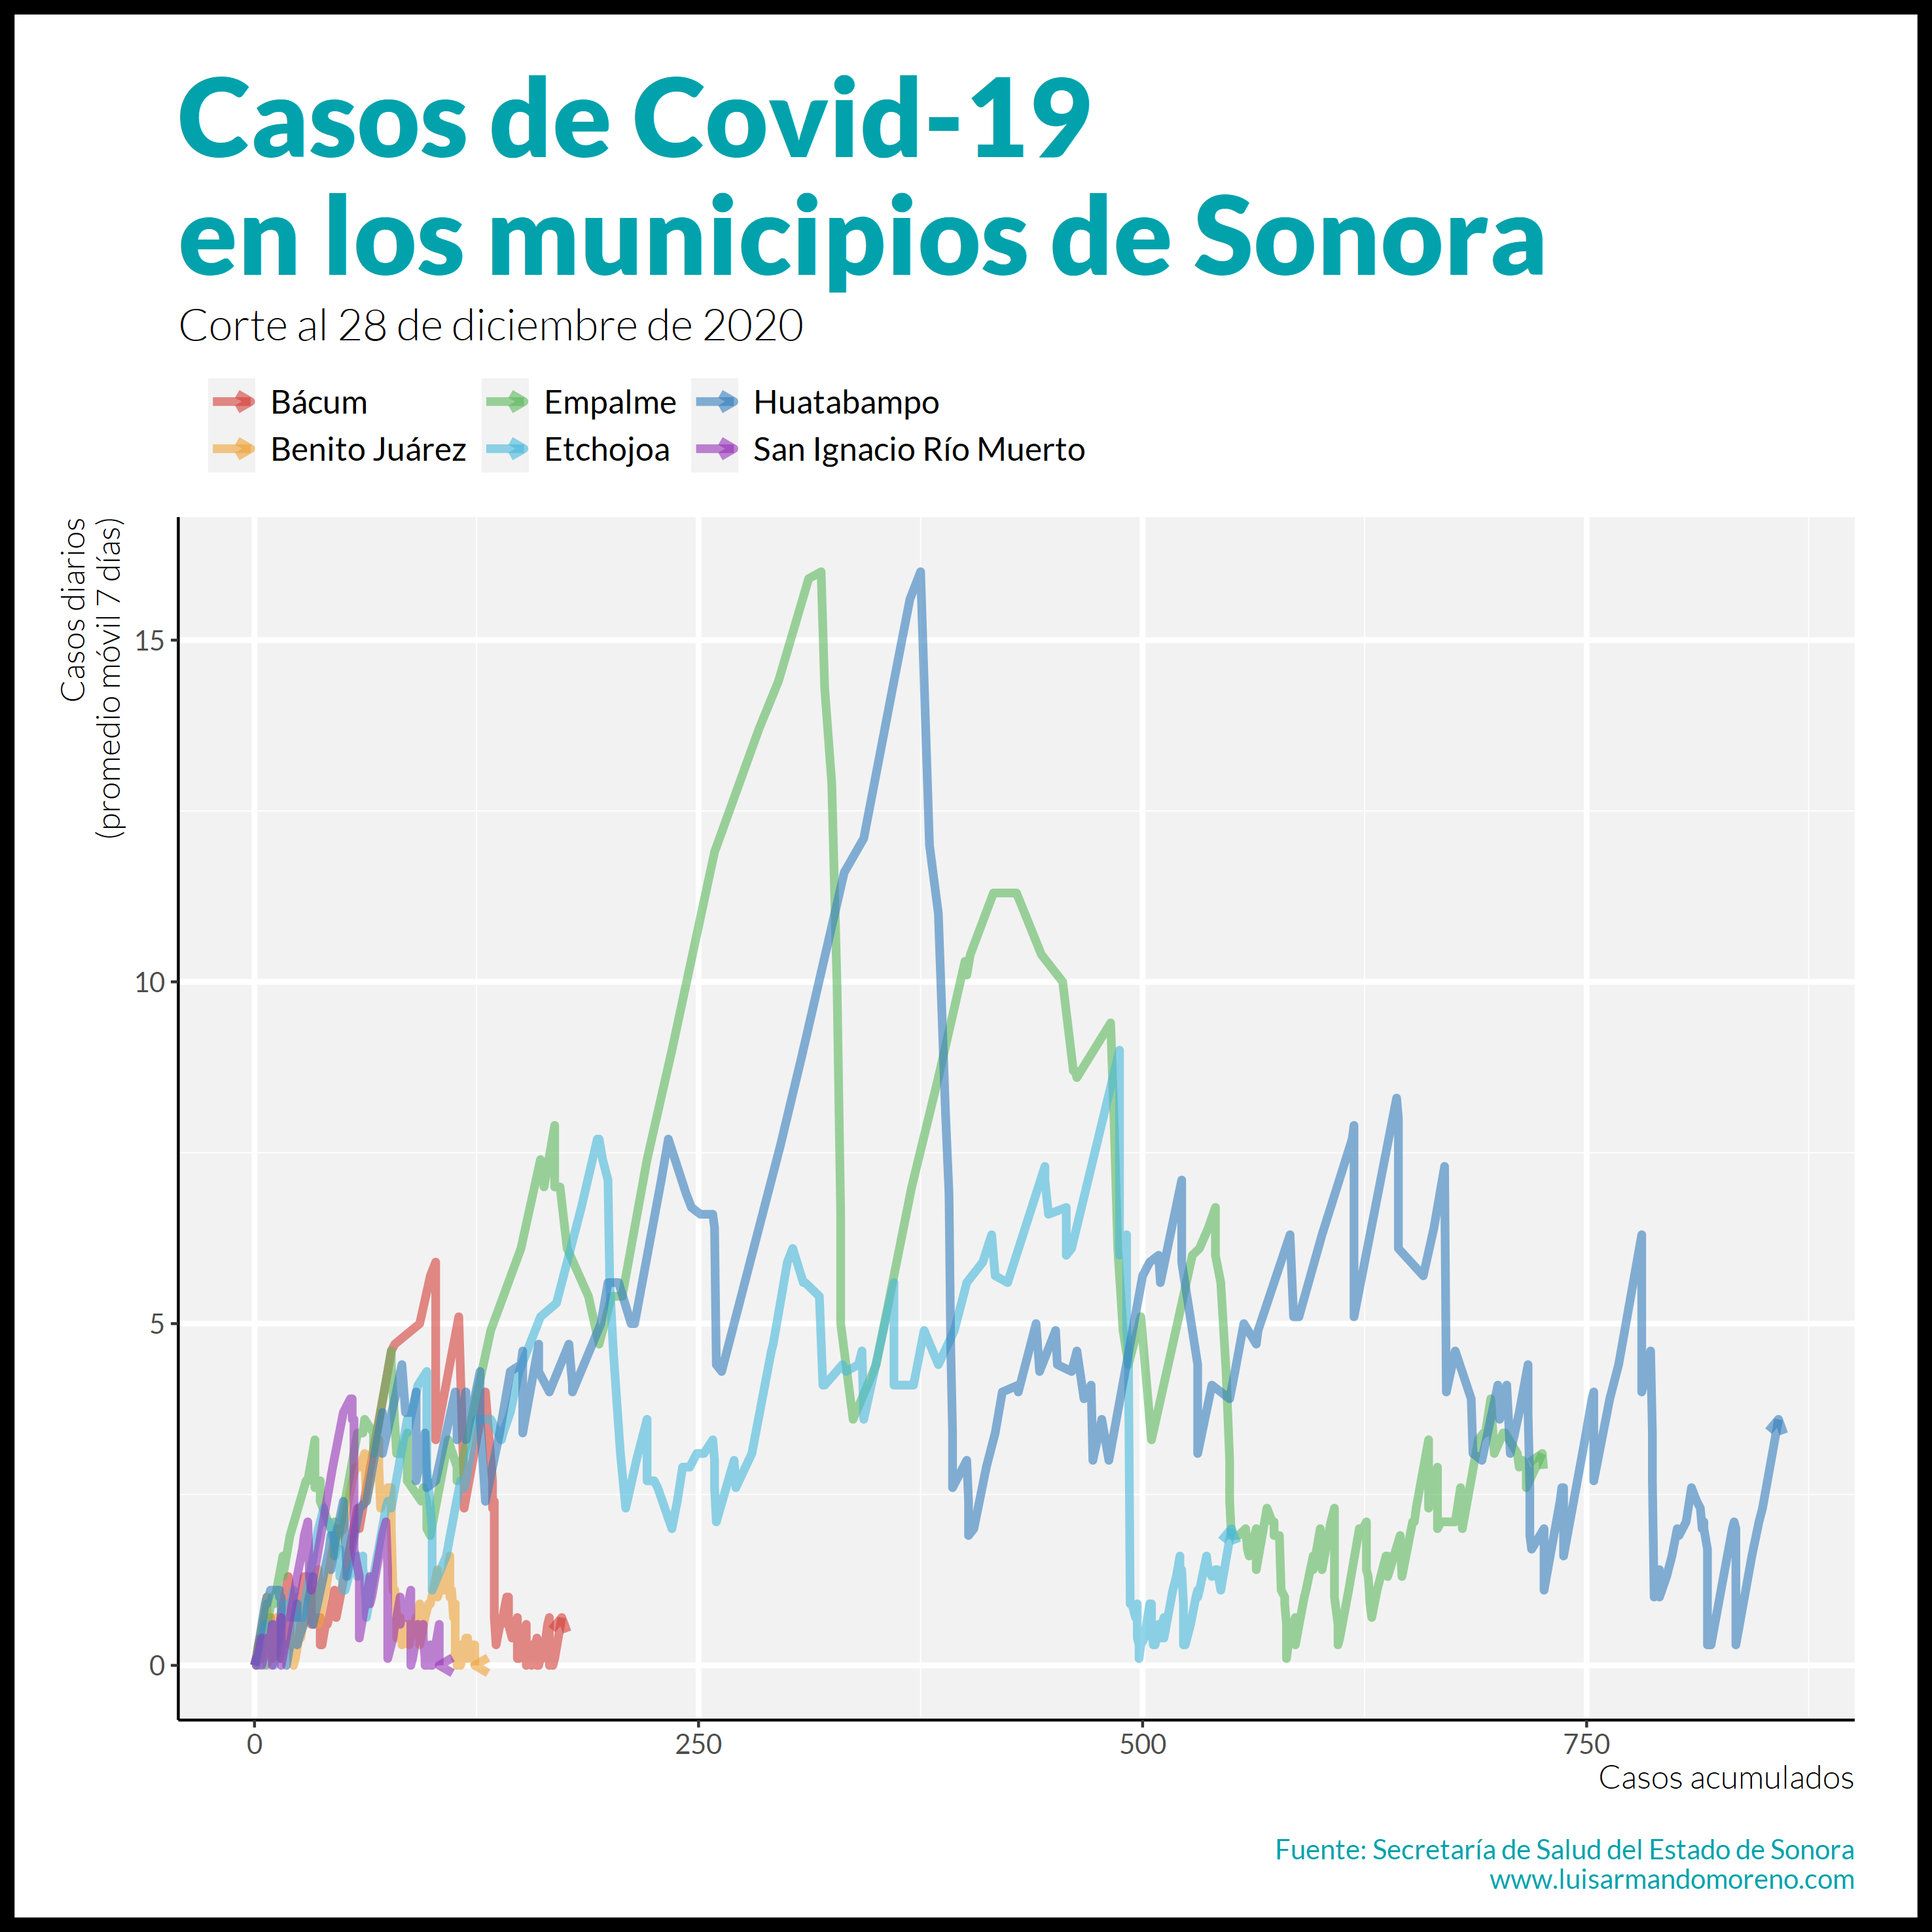 Casos de Covid-19
en los municipios de Sonora
Corte al 28 de diciembre de 2020
Bácum
Empalme
Huatabampo
Benito Juárez
Etchojoa
San Ignacio Río Muerto
Casos diarios
(promedio móvil 7 días)
15
10
5
0
0
250
500
750
Casos acumulados
Fuente: Secretaría de Salud del Estado de Sonora
www.luisarmandomoreno.com